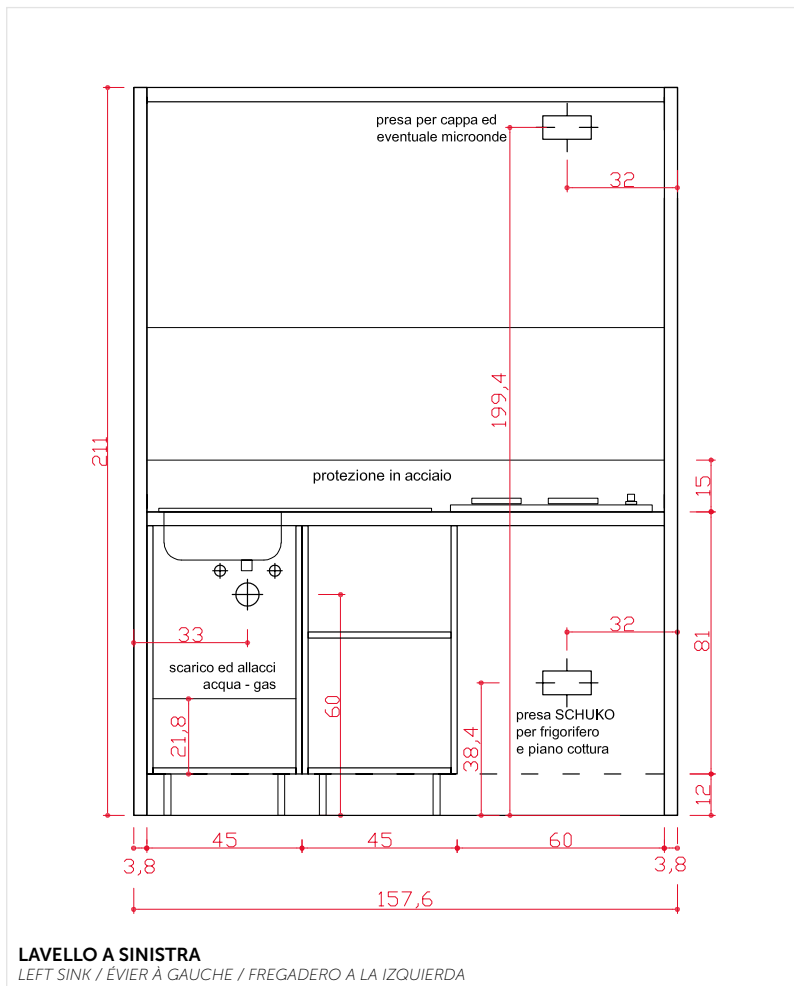 presa per cappa ed
eventuale microonde
32
199,4
211
protezione in acciaio
15
33
32
81
scarico ed allacci
acqua - gas
60
21,8
38,4
presa SCHUKO
per frigorifero
e piano cottura
12
45
45
60
3,8
3,8
157,6
LAVELLO A SINISTRA
LEFT SINK / ÉVIER À GAUCHE / FREGADERO A LA IZQUIERDA